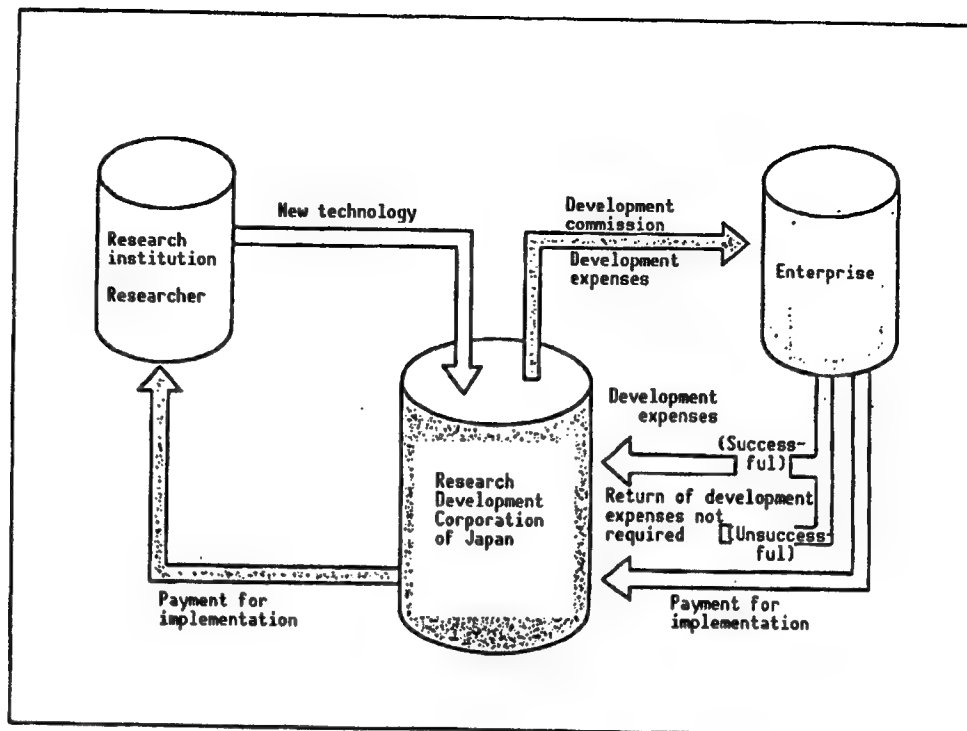 New technology
Research
institution
Researcher
Development
commission
Development
expenses
Enterprise
Development
expenses
(Success-
ful)
Return of development
expenses not
required
(Unsuccess-
ful)
Research
Development
Corporation
of Japan
Payment for
implementation
Payment for
implementation